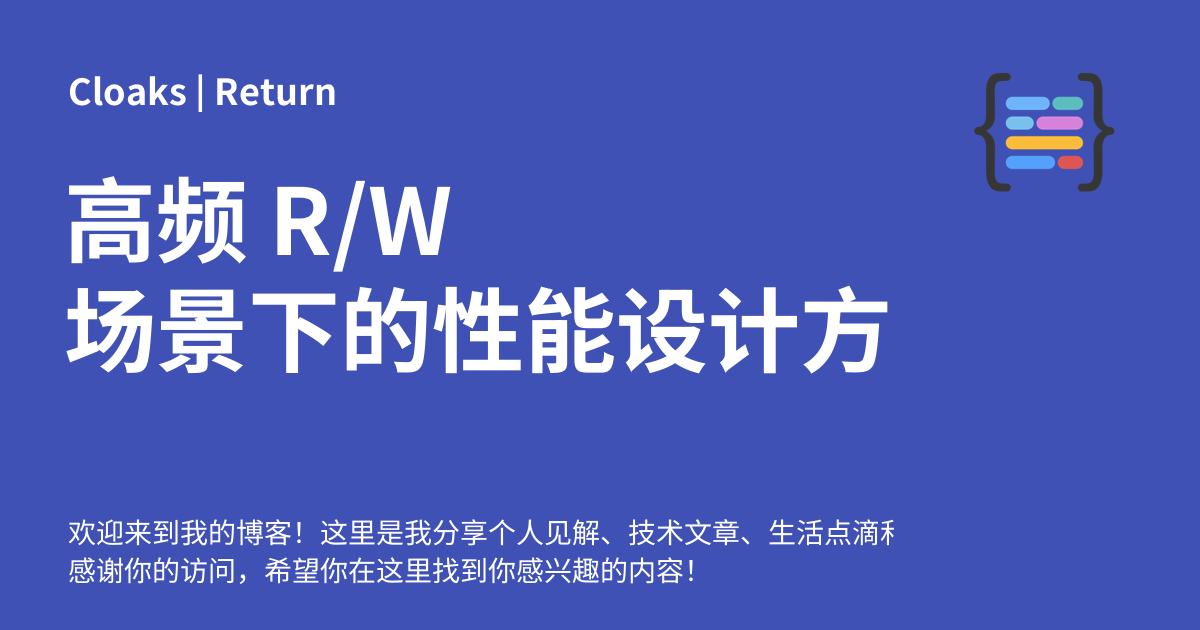 Cloaks | Return
高频 R/W
场景下的性能设计方
欢迎来到我的博客！这里是我分享个人见解、技术文章、生活点滴和
感谢你的访问，希望你在这里找到你感兴趣的内容！